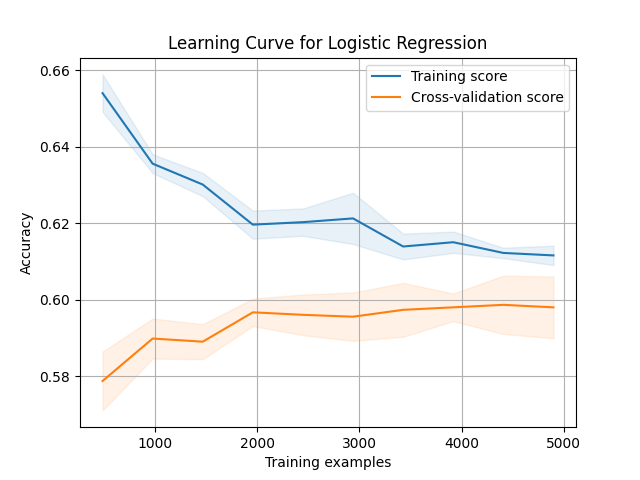 Learning Curve for Logistic Regression
Training score
Cross-validation score
0.66
0.64
0.62
0.60
0.58
Accuracy
1000 2000 3000 4000 5000
Training examples